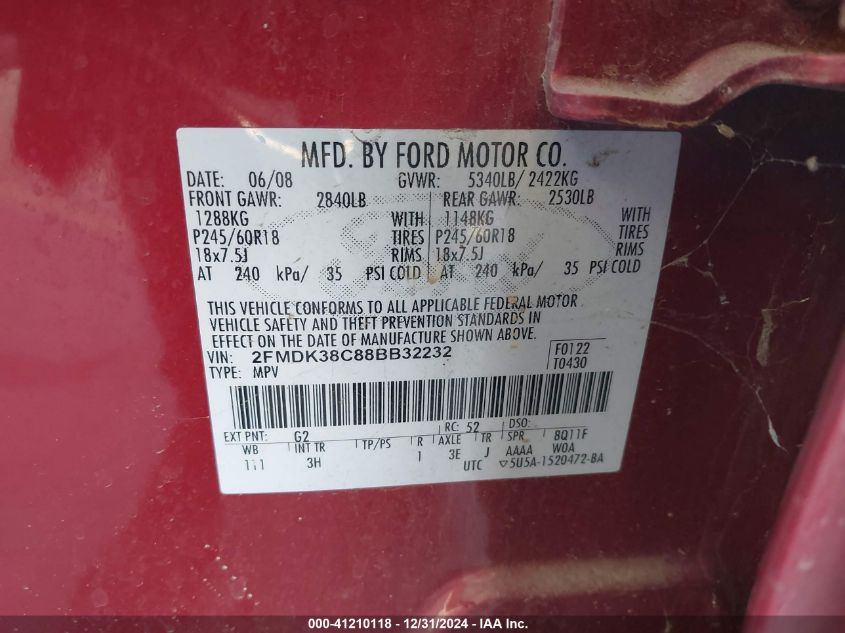 MFD. BY FORD MOTOR CO.
DATE: 06/08 GVWR: 5340LB/ 2422KG
FRONT GAWR: 2840LB REAR GAWR: 2530LB
1288KG WITH 1148KG WITH
P245/60R18 TIRES P245/60R18 TIRES
18x7.5J RIMS 18x7.5J RIMS
AT 240 kPa/ 35 PSI COLD AT 240 kPa/ 35 PSI COLD
THIS VEHICLE CONFORMS TO ALL APPLICABLE FEDERAL MOTOR
VEHICLE SAFETY AND THEFT PREVENTION STANDARDS IN
EFFECT ON THE DATE OF MANUFACTURE SHOWN ABOVE.
VIN: 2FMDK38C88BB32232 F0122
TYPE: MPV T0430
EXT PNT: G2 RC: 52 DSO:
WB INT TR TP/PS R AXLE TR SPR 8Q11F
111 3H 1 3E J AAAA W0A
UTC ▽5U5A-1520472-BA
000-41210118 - 12/31/2024 - IAA Inc.